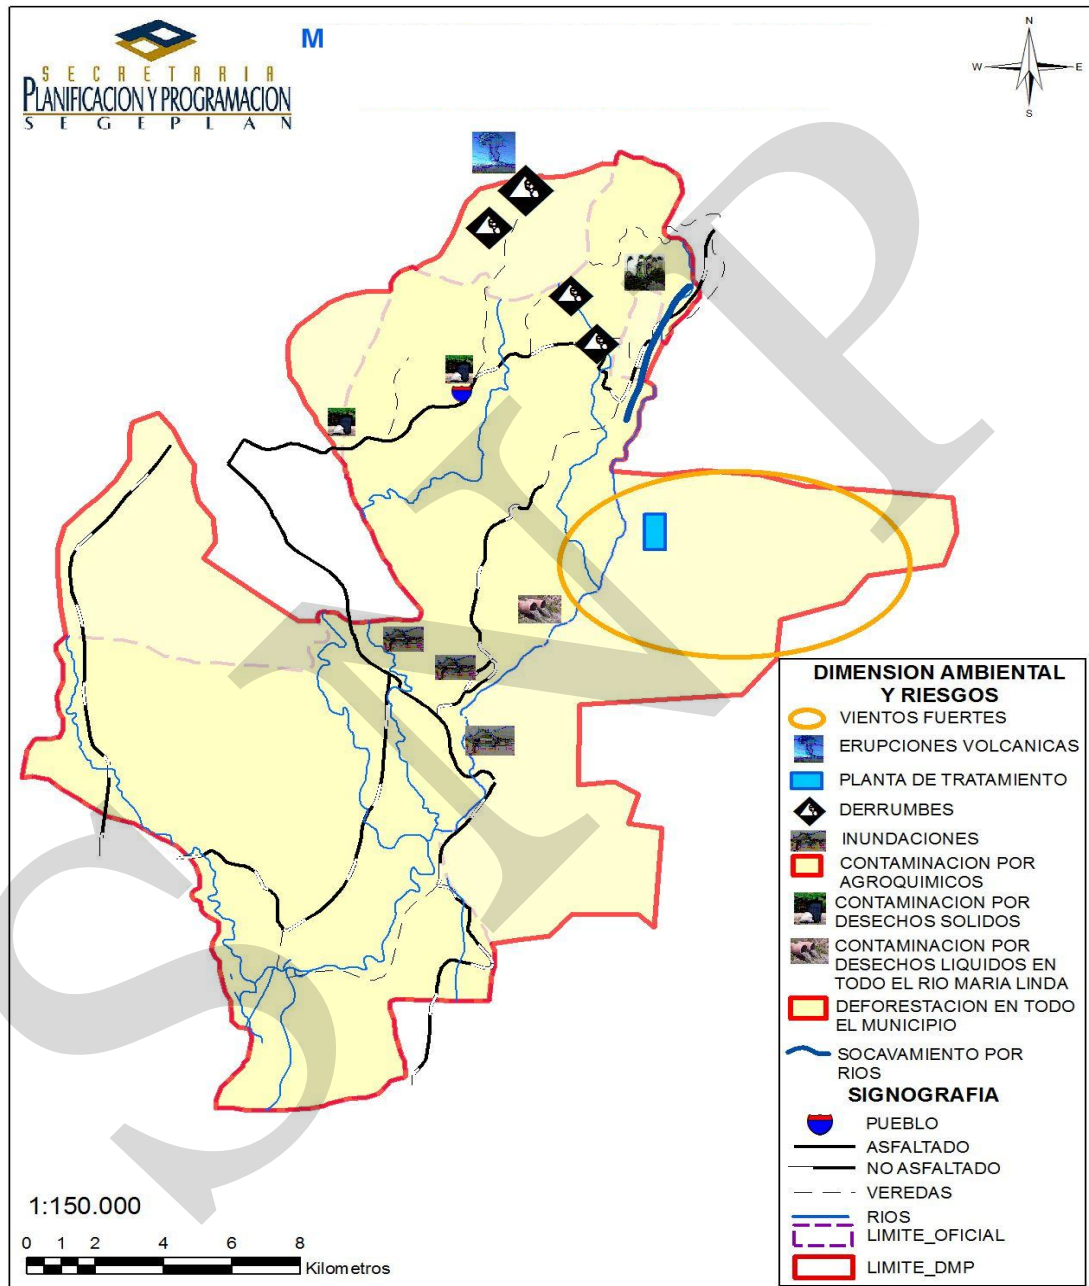 SECRETARIA
PLANIFICACION Y PROGRAMACION
SEGEPLAN
M
N
W E
S
SNIP
DIMENSION AMBIENTAL
Y RIESGOS
VIENTOS FUERTES
ERUPCIONES VOLCANICAS
PLANTA DE TRATAMIENTO
DERRUMBES
INUNDACIONES
CONTAMINACION POR
AGROQUIMICOS
CONTAMINACION POR
DESECHOS SOLIDOS
CONTAMINACION POR
DESECHOS LIQUIDOS EN
TODO EL RIO MARIA LINDA
DEFORESTACION EN TODO
EL MUNICIPIO
SOCAVAMIENTO POR
RIOS
SIGNOGRAFIA
PUEBLO
ASFALTADO
NO ASFALTADO
VEREDAS
RIOS
LIMITE_OFICIAL
LIMITE_DMP
1:150.000
0 1 2 4 6 8
Kilometros